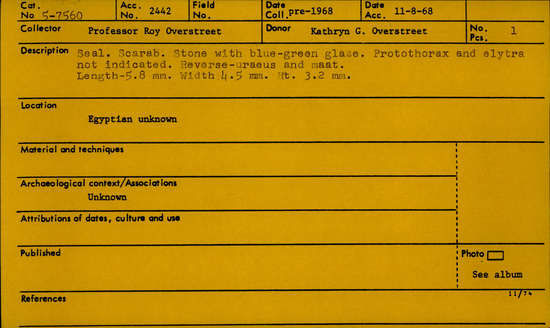 Cat. No 5-7560 Acc. No. 2442 Field No. Date Coll. pre-1968 Date Acc. 11-8-68
Collector Professor Roy Overstreet Donor Kathryn G. Overstreet No. Pcs. 1
Description Seal. Scarab. Stone with blue-green glaze. Protothorax and elytra
not indicated. Reverse-uraeus and maat.
Length-5.8 mm. Width 4.5 mm. Ht. 3.2 mm.
Location
Egyptian unknown
Material and techniques
Archaeological context/Associations
Unknown
Attributions of dates, culture and use
Published
Photo
See album
References
11/74